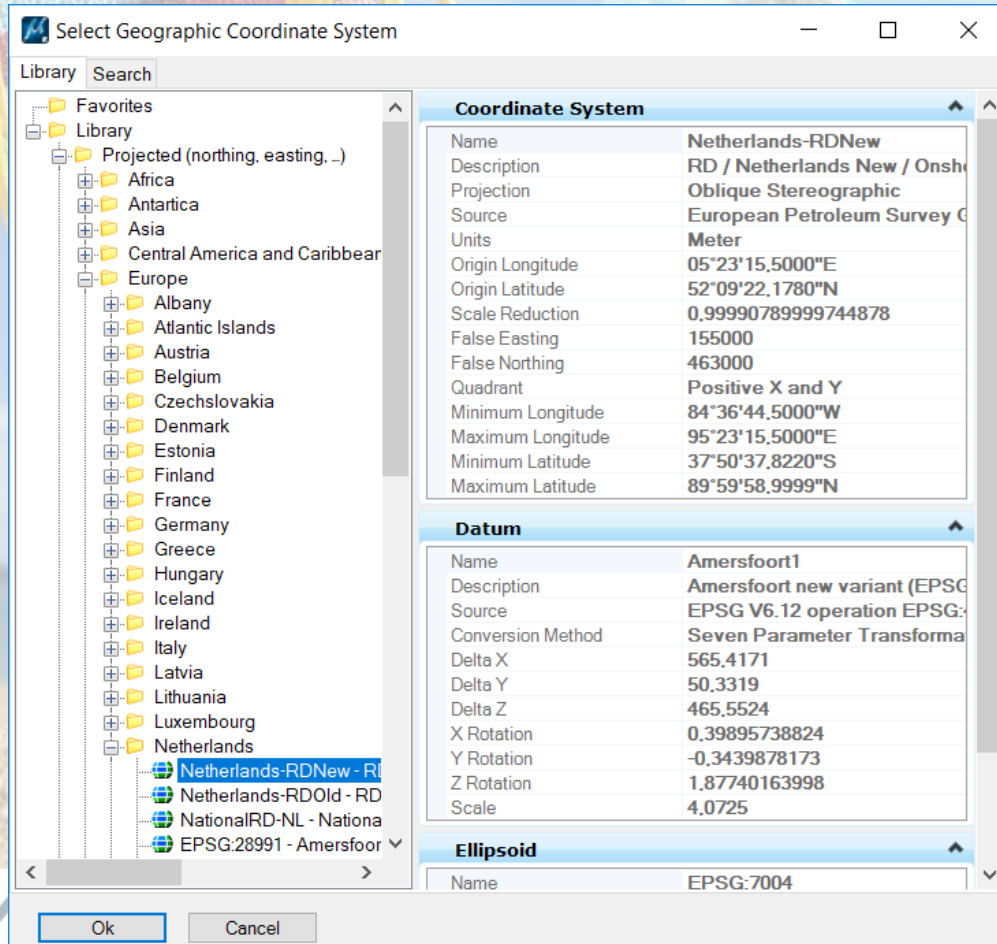 Select Geographic Coordinate System
Library Search
Favorites
Library
Projected (northing, easting, ...)
Africa
Antartica
Asia
Central America and Caribbean
Europe
Albany
Atlantic Islands
Austria
Belgium
Czechslovakia
Denmark
Estonia
Finland
France
Germany
Greece
Hungary
Iceland
Ireland
Italy
Latvia
Lithuania
Luxembourg
Netherlands
Netherlands-RDNew - RD
Netherlands-RDOld - RD
NationalRD-NL - Nationa
EPSG:28991 - Amersfoor
Coordinate System
Name Netherlands-RDNew
Description RD / Netherlands New / Onsh
Projection Oblique Stereographic
Source European Petroleum Survey G
Units Meter
Origin Longitude 05°23'15,5000"E
Origin Latitude 52°09'22,1780"N
Scale Reduction 0,99990789999744878
False Easting 155000
False Northing 463000
Quadrant Positive X and Y
Minimum Longitude 84°36'44,5000"W
Maximum Longitude 95°23'15,5000"E
Minimum Latitude 37°50'37,8220"S
Maximum Latitude 89°59'58,9999"N
Datum
Name Amersfoort1
Description Amersfoort new variant (EPSG
Source EPSG V6.12 operation EPSG:4
Conversion Method Seven Parameter Transforma
Delta X 565,4171
Delta Y 50,3319
Delta Z 465,5524
X Rotation 0,39895738824
Y Rotation -0,3439878173
Z Rotation 1,87740163998
Scale 4,0725
Ellipsoid
Name EPSG:7004
Ok Cancel